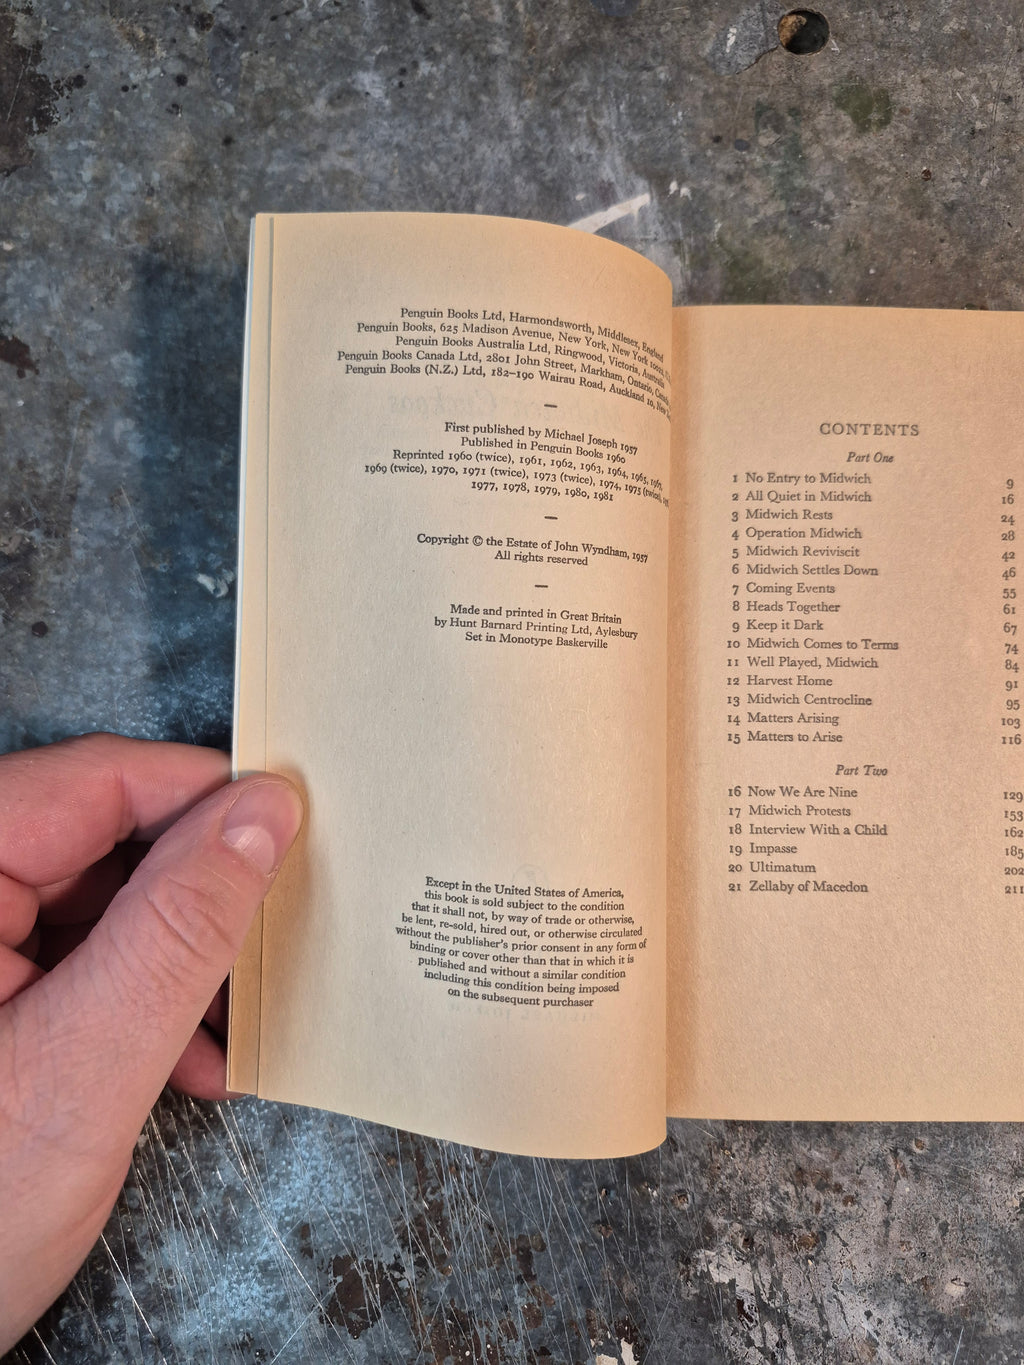 Penguin Books Ltd, Harmondsworth, Middlesex, England
Penguin Books, 625 Madison Avenue, New York, New York
Penguin Books Australia Ltd, Ringwood, Victoria, Australia
Penguin Books Canada Ltd, 2801 John Street, Markham, Ontario, Canada
Penguin Books (N.Z.) Ltd, 182–190 Wairau Road, Auckland 10, New
First published by Michael Joseph 1957
Published in Penguin Books 1960
Reprinted 1960 (twice), 1961, 1962, 1963, 1964, 1965,
1969 (twice), 1970, 1971 (twice), 1973 (twice), 1974, 1975 (twice),
1977, 1978, 1979, 1980, 1981
Copyright © the Estate of John Wyndham, 1957
All rights reserved
Made and printed in Great Britain
by Hunt Barnard Printing Ltd, Aylesbury
Set in Monotype Baskerville
Except in the United States of America,
this book is sold subject to the condition
that it shall not, by way of trade or otherwise,
be lent, re-sold, hired out, or otherwise circulated
without the publisher's prior consent in any form of
binding or cover other than that in which it is
published and without a similar condition
including this condition being imposed
on the subsequent purchaser
CONTENTS
Part One
1 No Entry to Midwich 9
2 All Quiet in Midwich 16
3 Midwich Rests 24
4 Operation Midwich 28
5 Midwich Reviviscit 42
6 Midwich Settles Down 46
7 Coming Events 55
8 Heads Together 61
9 Keep it Dark 67
10 Midwich Comes to Terms 74
11 Well Played, Midwich 84
12 Harvest Home 91
13 Midwich Centrocline 95
14 Matters Arising 103
15 Matters to Arise 116
Part Two
16 Now We Are Nine 129
17 Midwich Protests 153
18 Interview With a Child 162
19 Impasse 185
20 Ultimatum 202
21 Zellaby of Macedon 211